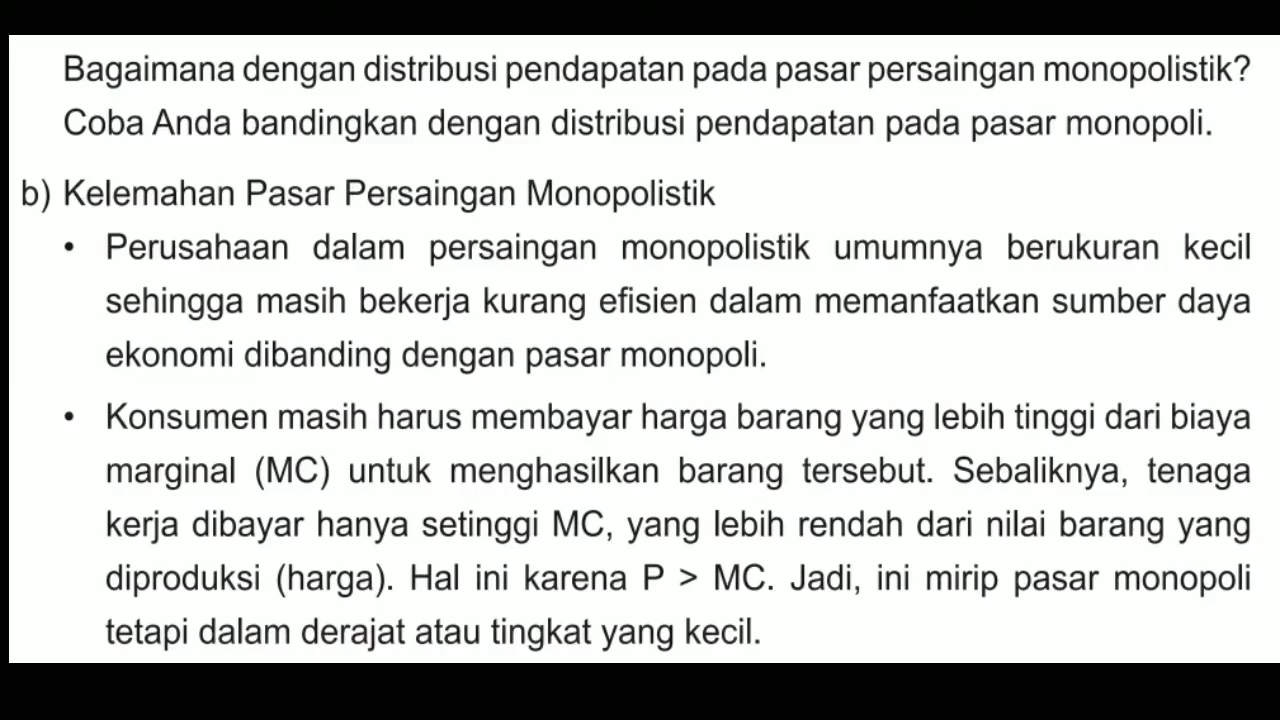 Bagaimana dengan distribusi pendapatan pada pasar persaingan monopolistik?
Coba Anda bandingkan dengan distribusi pendapatan pada pasar monopoli.
b) Kelemahan Pasar Persaingan Monopolistik
• Perusahaan dalam persaingan monopolistik umumnya berukuran kecil
sehingga masih bekerja kurang efisien dalam memanfaatkan sumber daya
ekonomi dibanding dengan pasar monopoli.
• Konsumen masih harus membayar harga barang yang lebih tinggi dari biaya
marginal (MC) untuk menghasilkan barang tersebut. Sebaliknya, tenaga
kerja dibayar hanya setinggi MC, yang lebih rendah dari nilai barang yang
diproduksi (harga). Hal ini karena P > MC. Jadi, ini mirip pasar monopoli
tetapi dalam derajat atau tingkat yang kecil.